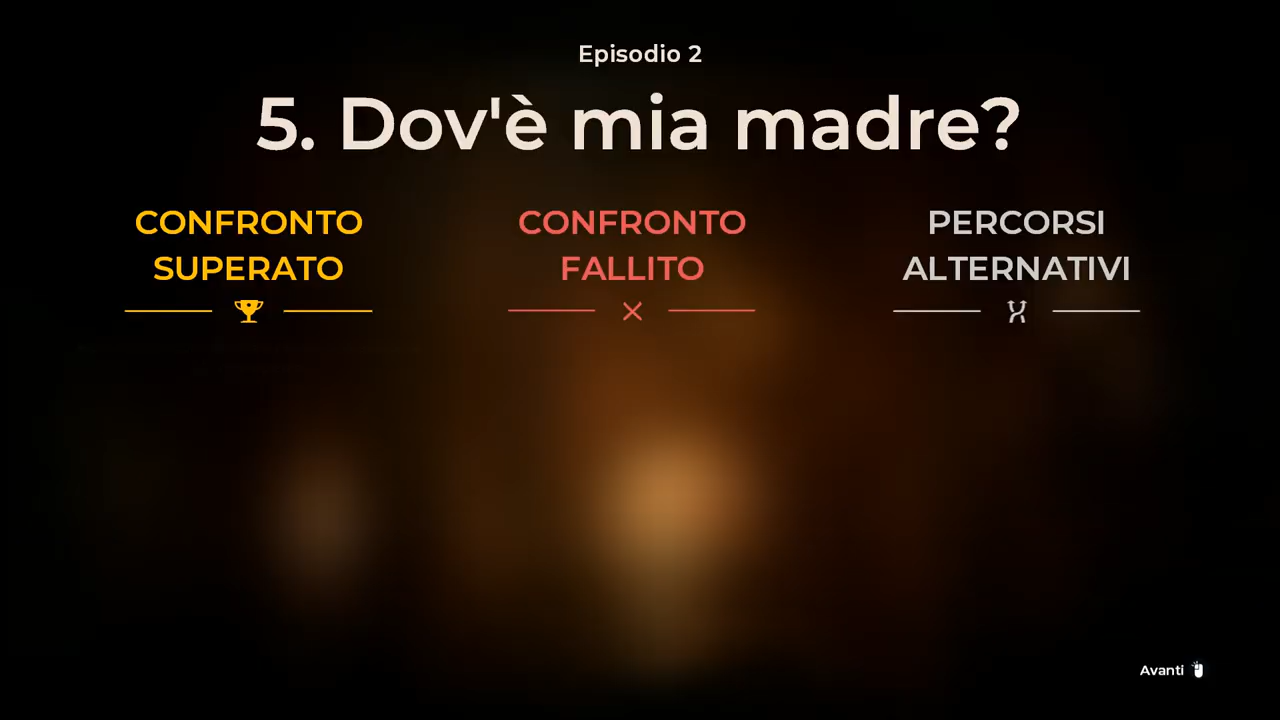 Episodio 2
5. Dov'è mia madre?
CONFRONTO
SUPERATO
CONFRONTO
FALLITO
PERCORSI
ALTERNATIVI
Avanti